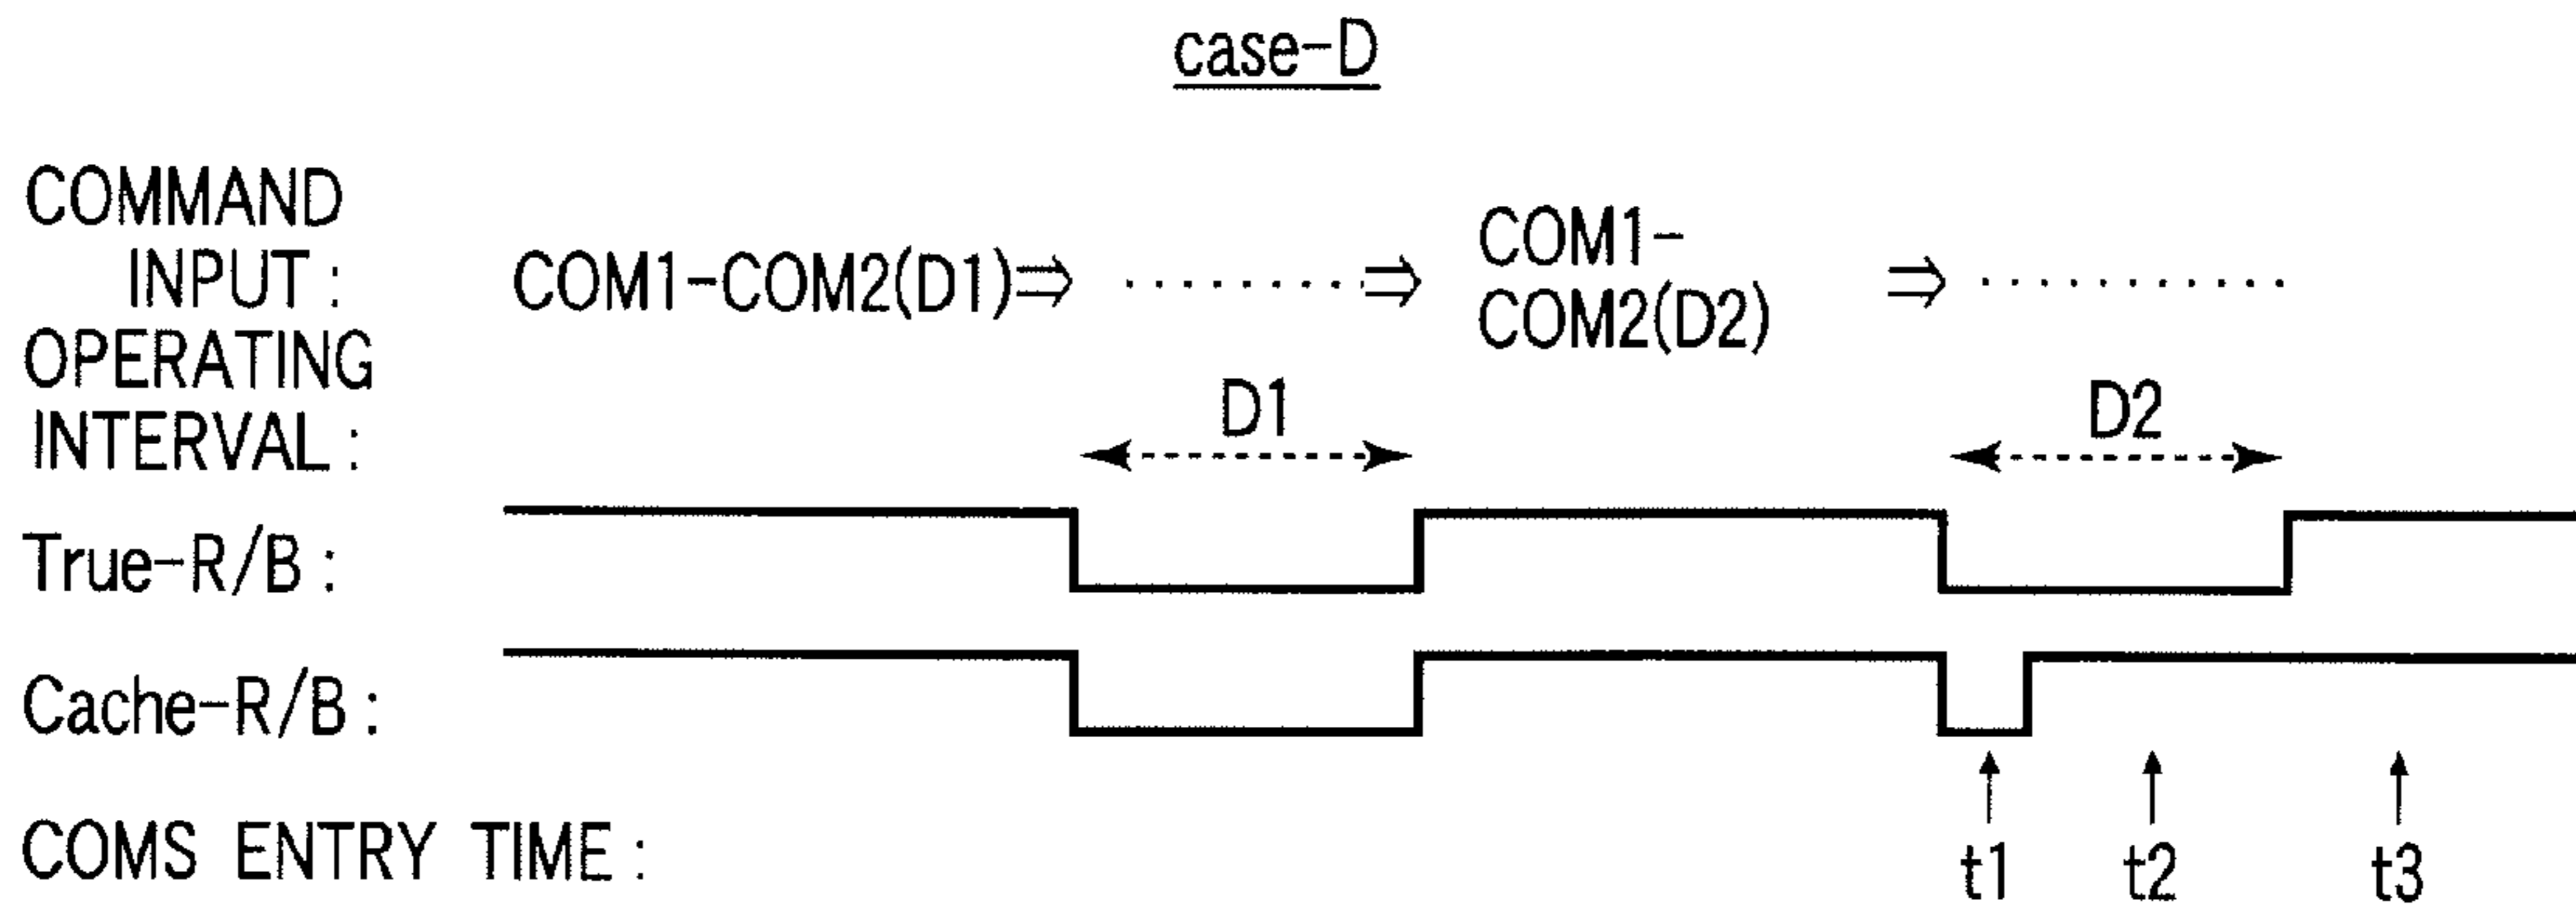 case-D
COMMAND
INPUT :
COM1-COM2(D1)⇒ ········⇒ COM1-
COM2(D2) ⇒ ···········
OPERATING
INTERVAL :
D1
D2
True-R/B :
Cache-R/B :
COMS ENTRY TIME :
t1 t2 t3